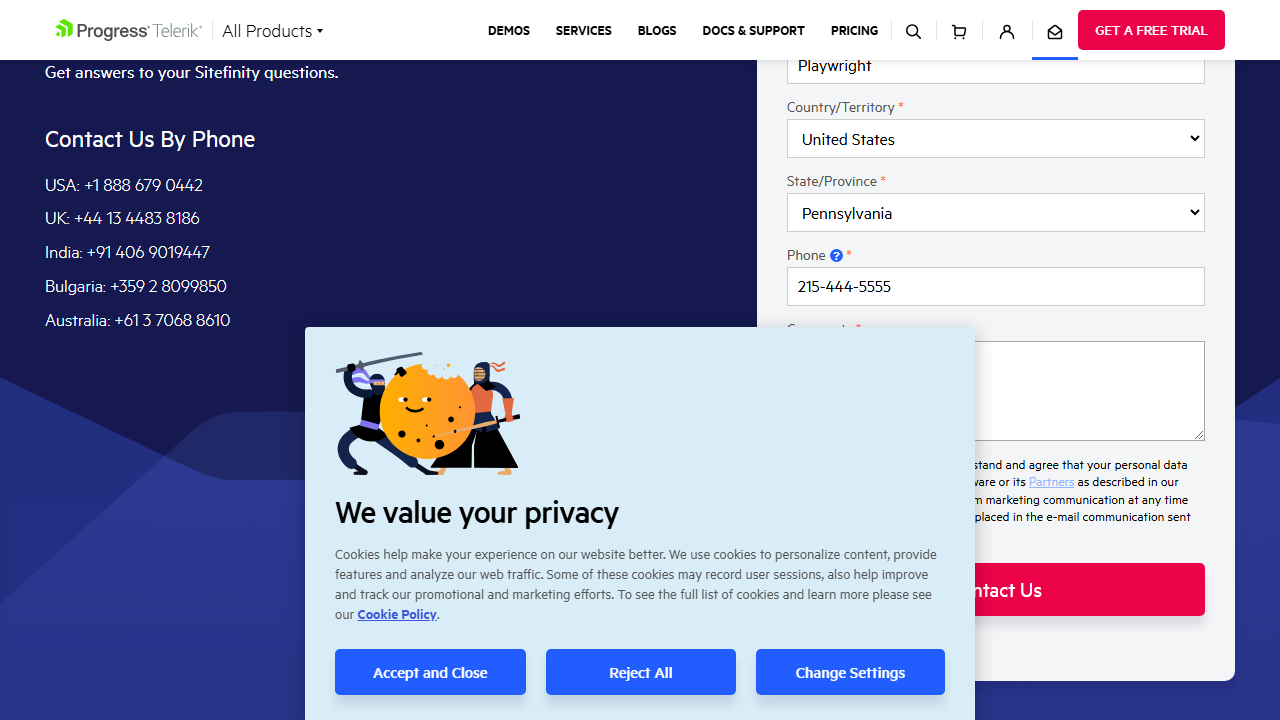 Progress® Telerik®
All Products
DEMOS
SERVICES
BLOGS
DOCS & SUPPORT
PRICING
GET A FREE TRIAL
Get answers to your Sitefinity questions.
Contact Us By Phone
USA: +1 888 679 0442
UK: +44 13 4483 8186
India: +91 406 9019447
Bulgaria: +359 2 8099850
Australia: +61 3 7068 8610
Playwright
Country/Territory *
United States
State/Province *
Pennsylvania
Phone ? *
215-444-5555
stand and agree that your personal data
ware or its Partners as described in our
marketing communication at any time
placed in the e-mail communication sent
ntact Us
We value your privacy
Cookies help make your experience on our website better. We use cookies to personalize content, provide
features and analyze our web traffic. Some of these cookies may record user sessions, also help improve
and track our promotional and marketing efforts. To see the full list of cookies and learn more please see
our Cookie Policy.
Accept and Close
Reject All
Change Settings